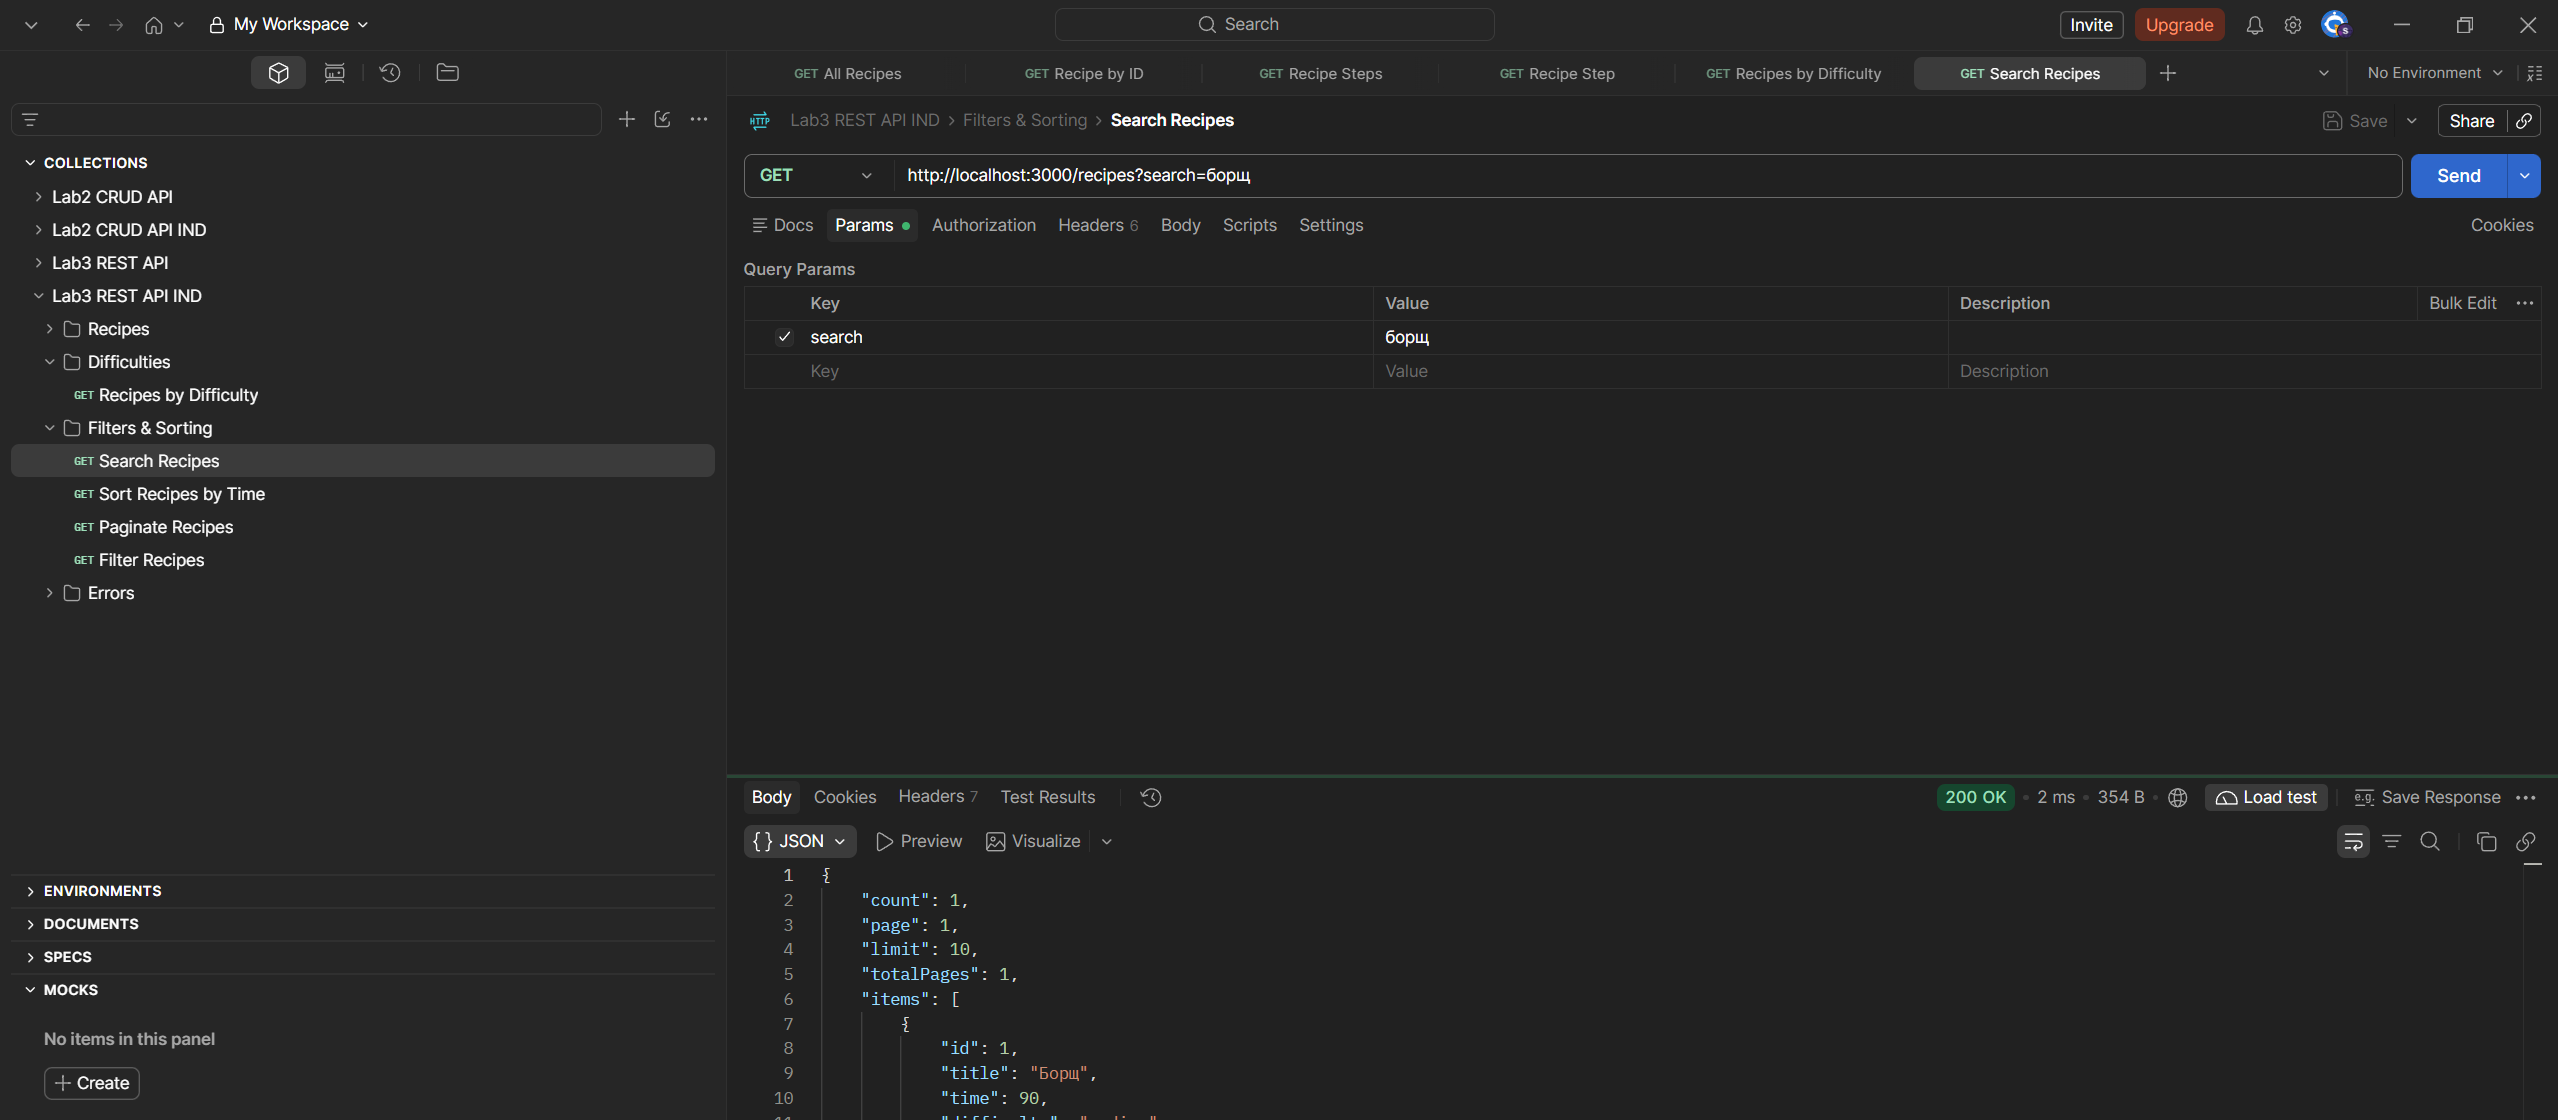 My Workspace
Search
Invite
Upgrade
GET All Recipes
GET Recipe by ID
GET Recipe Steps
GET Recipe Step
GET Recipes by Difficulty
GET Search Recipes
No Environment
COLLECTIONS
Lab2 CRUD API
Lab2 CRUD API IND
Lab3 REST API
Lab3 REST API IND
Recipes
Difficulties
GET Recipes by Difficulty
Filters & Sorting
GET Search Recipes
GET Sort Recipes by Time
GET Paginate Recipes
GET Filter Recipes
Errors
ENVIRONMENTS
DOCUMENTS
SPECS
MOCKS
No items in this panel
Create
HTTP Lab3 REST API IND > Filters & Sorting > Search Recipes
Save
Share
GET http://localhost:3000/recipes?search=борщ
Send
Docs Params Authorization Headers 6 Body Scripts Settings
Cookies
Query Params
Key Value Description Bulk Edit
search борщ
Key Value Description
Body Cookies Headers 7 Test Results
200 OK • 2 ms • 354 B
Load test
e.g. Save Response
{} JSON Preview Visualize
1 {
2 "count": 1,
3 "page": 1,
4 "limit": 10,
5 "totalPages": 1,
6 "items": [
7 {
8 "id": 1,
9 "title": "Борщ",
10 "time": 90,